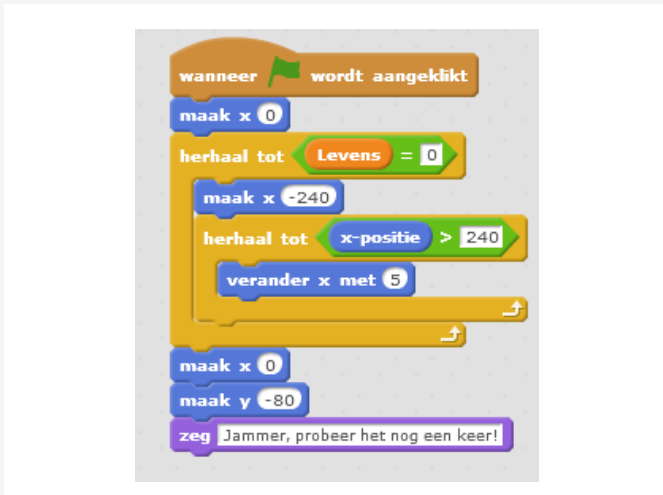 wanneer wordt aangeklikt
maak x 0
herhaal tot Levens = 0
maak x -240
herhaal tot x-positie > 240
verander x met 5
maak x 0
maak y -80
zeg Jammer, probeer het nog een keer!